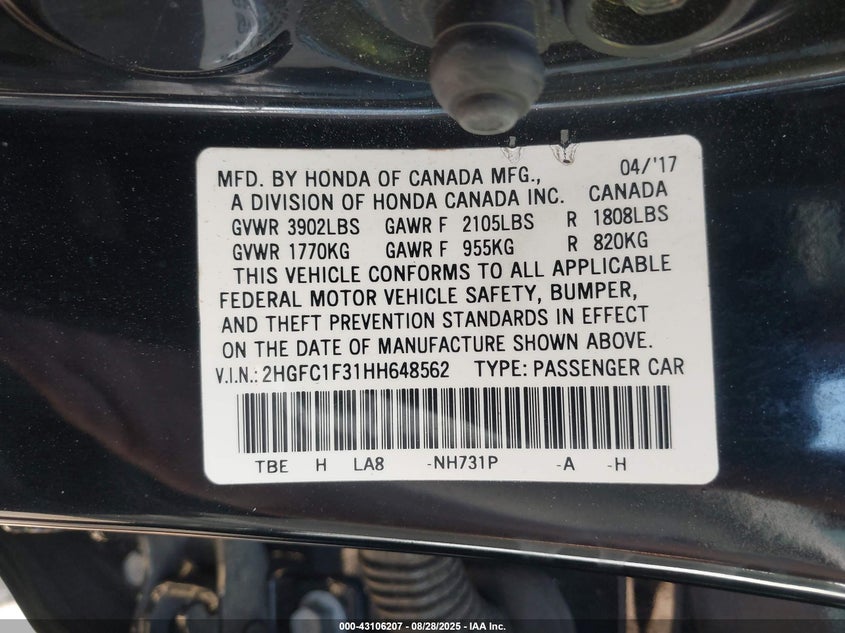 MFD. BY HONDA OF CANADA MFG., 04/'17
A DIVISION OF HONDA CANADA INC. CANADA
GVWR 3902LBS GAWR F 2105LBS R 1808LBS
GVWR 1770KG GAWR F 955KG R 820KG
THIS VEHICLE CONFORMS TO ALL APPLICABLE
FEDERAL MOTOR VEHICLE SAFETY, BUMPER,
AND THEFT PREVENTION STANDARDS IN EFFECT
ON THE DATE OF MANUFACTURE SHOWN ABOVE.
V.I.N.: 2HGFC1F31HH648562 TYPE: PASSENGER CAR
TBE H LA8 -NH731P -A -H
000-43106207 - 08/28/2025 - IAA Inc.